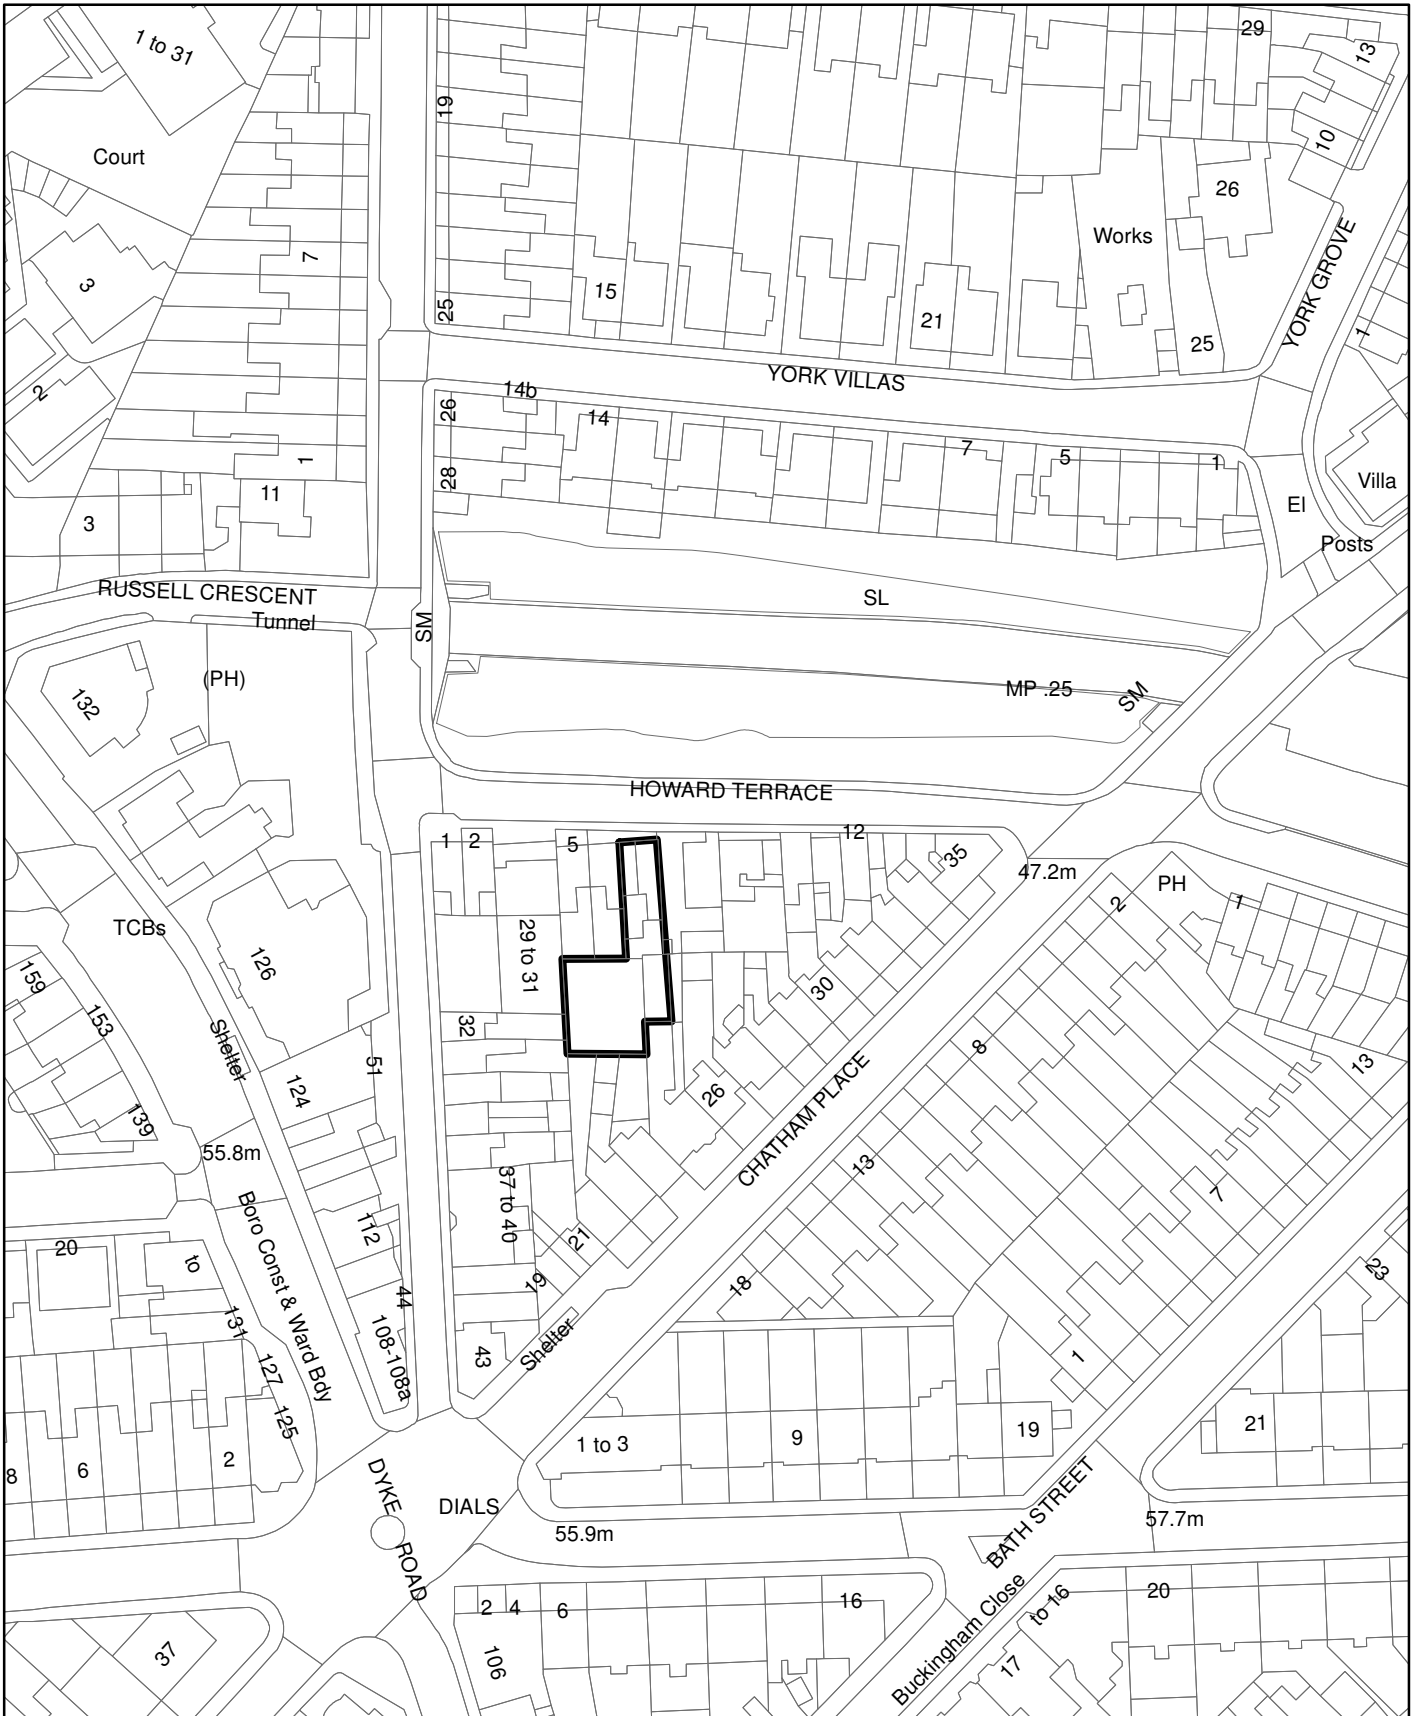 1 to 31
29
13
19
Court
10
26
7
Works
3
YORK GROVE
15
25
21
25
1
2
YORK VILLAS
14b
26
14
28
7
5
1
1
Villa
11
3
El
Posts
RUSSELL CRESCENT
SL
Tunnel
SM
(PH)
MP .25
SM
132
HOWARD TERRACE
1
2
5
12
35
47.2m
PH
2
1
TCBs
29 to 31
126
159
30
153
32
Shelter
8
51
13
124
26
139
CHATHAM PLACE
55.8m
13
37 to 40
7
112
Boro Const & Ward Bdy
20
to
21
23
19
18
44
131
Shelter
108-108a
43
127
1
125
21
19
1 to 3
9
2
6
8
DYKE ROAD
DIALS
55.9m
BATH STREET
57.7m
Buckingham Close
to 16
20
2
4
6
16
37
106
17